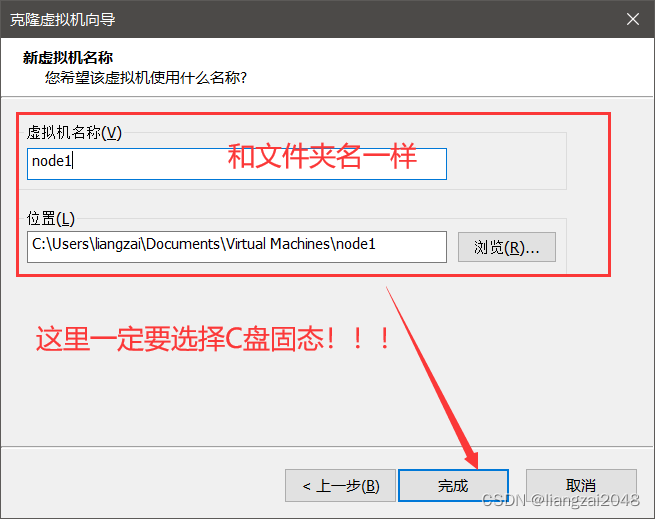 克隆虚拟机向导
新虚拟机名称
您希望该虚拟机使用什么名称?
虚拟机名称(V)
node1
和文件夹名一样
位置(L)
C:\Users\liangzai\Documents\Virtual Machines\node1
浏览(R)...
这里一定要选择C盘固态！！！
< 上一步(B)
完成
取消
CSDN @liangzai2048